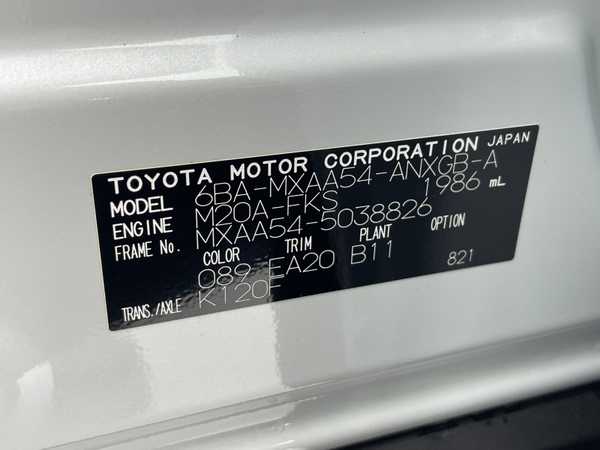 TOYOTA MOTOR CORPORATION JAPAN
MODEL 6BA-MXAA54-ANXGB-A
ENGINE M20A-FKS 1986 mL
FRAME No. MXAA54-5038826
COLOR TRIM PLANT OPTION
089 EA20 B11 821
TRANS./AXLE K120F